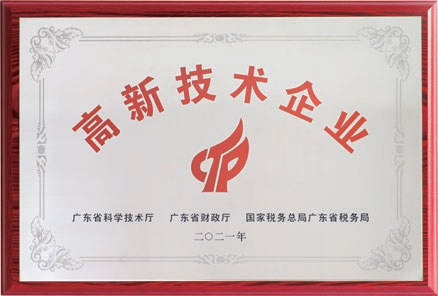 高新技术企业
广东省科学技术厅 广东省财政厅 国家税务总局广东省税务局
二〇二一年